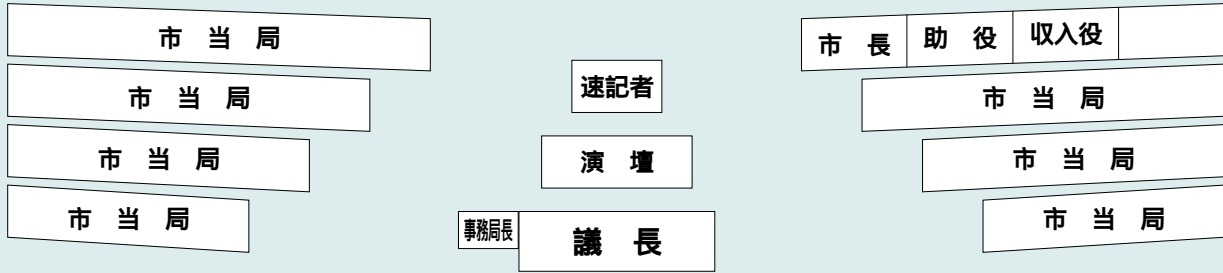 市 当 局
市 長 助 役 収入役
速記者
市 当 局
市 当 局
演 壇
市 当 局
市 当 局
市 当 局
市 当 局
事務局長
議 長